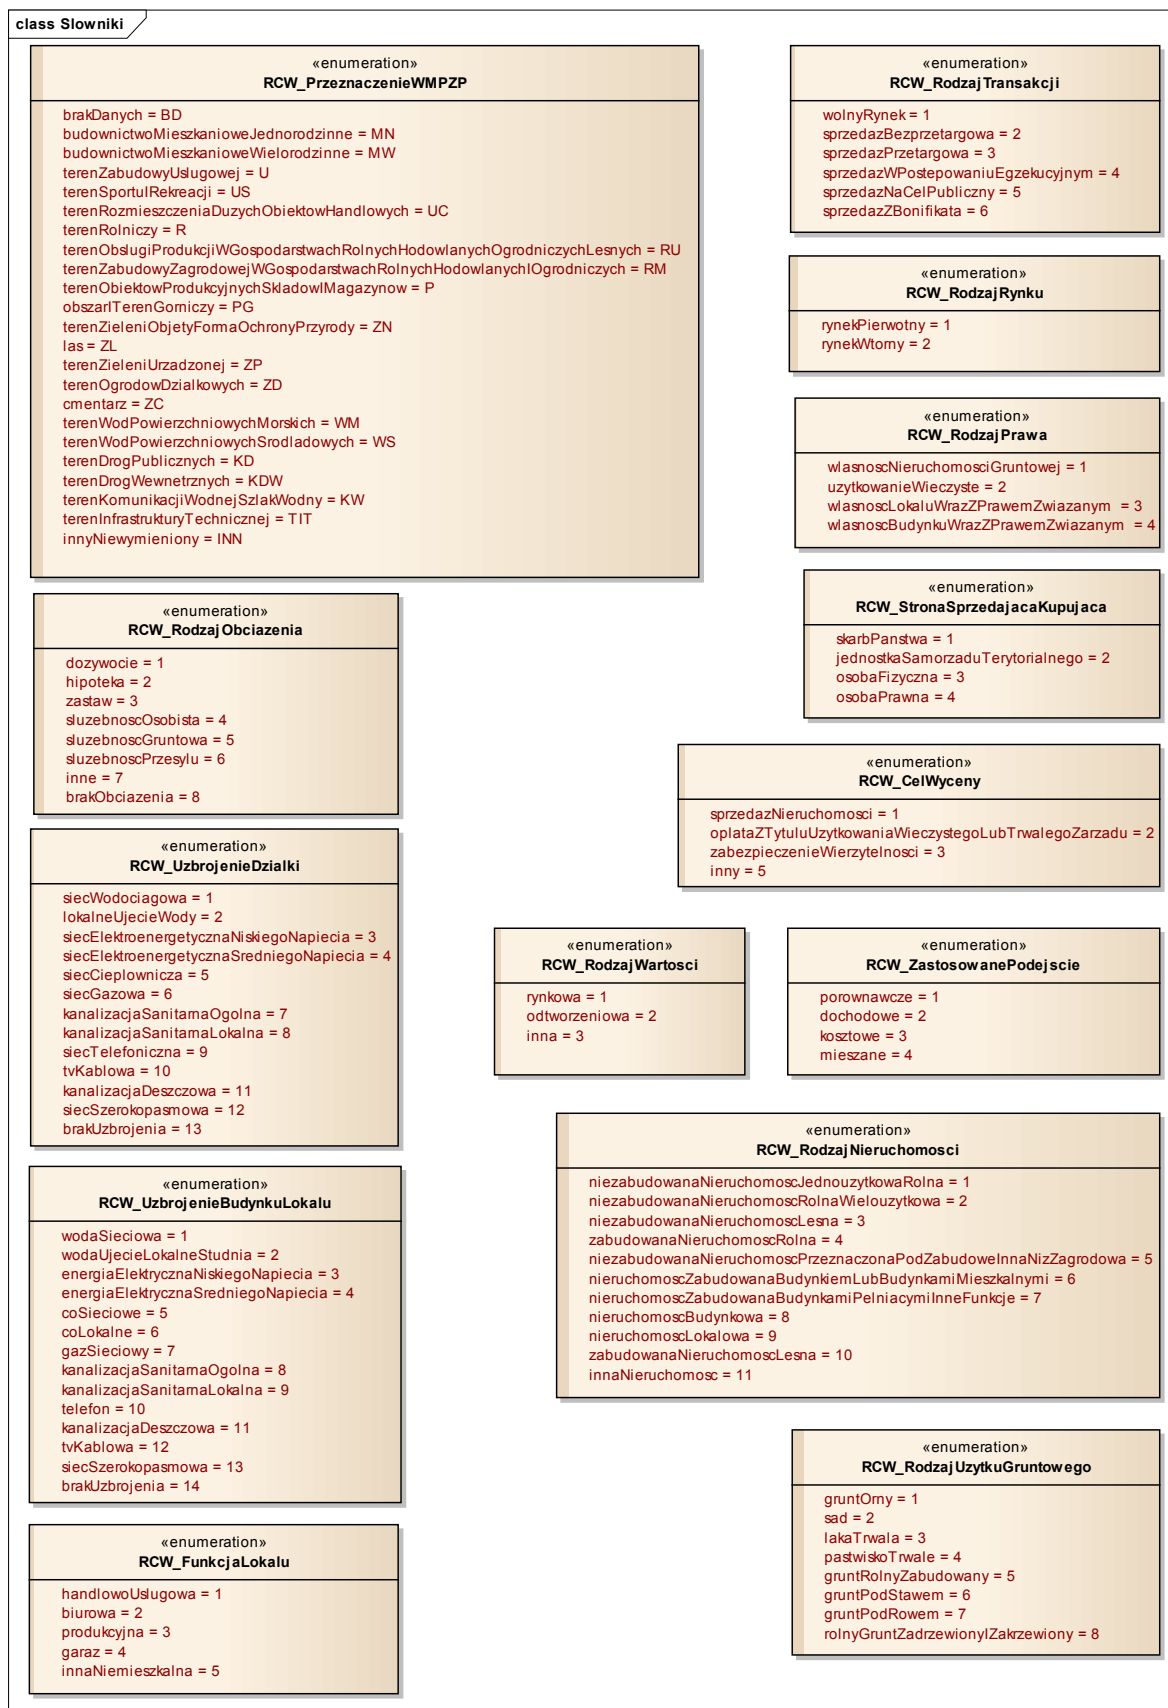 class Slowniki
«enumeration»
RCW_PrzeznaczenieWMPZP
brakDanych = BD
budownictwoMieszkanioweJednorodzinne = MN
budownictwoMieszkanioweWielorodzinne = MW
terenZabudowyUslugowej = U
terenSportuIRekreacji = US
terenRozmieszczeniaDuzychObiektowHandlowych = UC
terenRolniczy = R
terenObslugiProdukcjiWGospodarstwachRolnychHodowlanychOgrodniczychLesnych = RU
terenZabudowyZagrodowejWGospodarstwachRolnychHodowlanychIOgrodniczych = RM
terenObiektowProdukcyjnychSkladowIMagazynow = P
obszarITerenGorniczy = PG
terenZieleniObjetyFormaOchronyPrzyrody = ZN
las = ZL
terenZieleniUrzadzonej = ZP
terenOgrodowDzialkowych = ZD
cmentarz = ZC
terenWodPowierzchniowychMorskich = WM
terenWodPowierzchniowychSrodladowych = WS
terenDrogPublicznych = KD
terenDrogWewnetrznych = KDW
terenKomunikacjiWodnejSzlakWodny = KW
terenInfrastrukturyTechnicznej = TIT
innyNiewymieniony = INN
«enumeration»
RCW_RodzajObciazenia
dozywocie = 1
hipoteka = 2
zastaw = 3
sluzebnoscOsobista = 4
sluzebnoscGruntowa = 5
sluzebnoscPrzesylu = 6
inne = 7
brakObciazenia = 8
«enumeration»
RCW_UzbrojenieDzialki
siecWodociagowa = 1
lokalneUjecieWody = 2
siecElektroenergetycznaNiskiegoNapiecia = 3
siecElektroenergetycznaSredniegoNapiecia = 4
siecCieplownicza = 5
siecGazowa = 6
kanalizacjaSanitarnaOgolna = 7
kanalizacjaSanitarnaLokalna = 8
siecTelefoniczna = 9
tvKablowa = 10
kanalizacjaDeszczowa = 11
siecSzerokopasmowa = 12
brakUzbrojenia = 13
«enumeration»
RCW_UzbrojenieBudynkuLokalu
wodaSieciowa = 1
wodaUjecieLokalneStudnia = 2
energiaElektrycznaNiskiegoNapiecia = 3
energiaElektrycznaSredniegoNapiecia = 4
coSieciowe = 5
coLokalne = 6
gazSieciowy = 7
kanalizacjaSanitarnaOgolna = 8
kanalizacjaSanitarnaLokalna = 9
telefon = 10
kanalizacjaDeszczowa = 11
tvKablowa = 12
siecSzerokopasmowa = 13
brakUzbrojenia = 14
«enumeration»
RCW_FunkcjaLokalu
handlowoUslugowa = 1
biurowa = 2
produkcyjna = 3
garaz = 4
innaNiemieszkalna = 5
«enumeration»
RCW_RodzajTransakcji
wolnyRynek = 1
sprzedazBezprzetargowa = 2
sprzedazPrzetargowa = 3
sprzedazWPostepowaniuEgzekucyjnym = 4
sprzedazNaCelPubliczny = 5
sprzedazZBonifikata = 6
«enumeration»
RCW_RodzajRynku
rynekPierwotny = 1
rynekWtorny = 2
«enumeration»
RCW_RodzajPrawa
wlasnoscNieruchomosciGruntowej = 1
uzytkowanieWieczyste = 2
wlasnoscLokaluWrazZPrawemZwiazanym = 3
wlasnoscBudynkuWrazZPrawemZwiazanym = 4
«enumeration»
RCW_StronaSprzedajacaKupujaca
skarbPanstwa = 1
jednostkaSamorzaduTerytorialnego = 2
osobaFizyczna = 3
osobaPrawna = 4
«enumeration»
RCW_CelWyceny
sprzedazNieruchomosci = 1
oplataZTytuluUzytkowaniaWieczystegoLubTrwalegoZarzadu = 2
zabezpieczenieWierzytelnosci = 3
inny = 5
«enumeration»
RCW_RodzajWartosci
rynkowa = 1
odtworzeniowa = 2
inna = 3
«enumeration»
RCW_ZastosowanePodejscie
porownawcze = 1
dochodowe = 2
kosztowe = 3
mieszane = 4
«enumeration»
RCW_RodzajNieruchomosci
niezabudowanaNieruchomoscJednouzytkowaRolna = 1
niezabudowanaNieruchomoscRolnaWielouzytkowa = 2
niezabudowanaNieruchomoscLesna = 3
zabudowanaNieruchomoscRolna = 4
niezabudowanaNieruchomoscPrzeznaczonaPodZabudoweInnaNizZagrodowa = 5
nieruchomoscZabudowanaBudynkiemLubBudynkamiMieszkalnymi = 6
nieruchomoscZabudowanaBudynkamiPelniacymiInneFunkcje = 7
nieruchomoscBudynkowa = 8
nieruchomoscLokalowa = 9
zabudowanaNieruchomoscLesna = 10
innaNieruchomosc = 11
«enumeration»
RCW_RodzajUzytkuGruntowego
gruntOrny = 1
sad = 2
lakaTrwala = 3
pastwiskoTrwale = 4
gruntRolnyZabudowany = 5
gruntPodStawem = 6
gruntPodRowem = 7
rolnyGruntZadrzewionyIZakrzewiony = 8